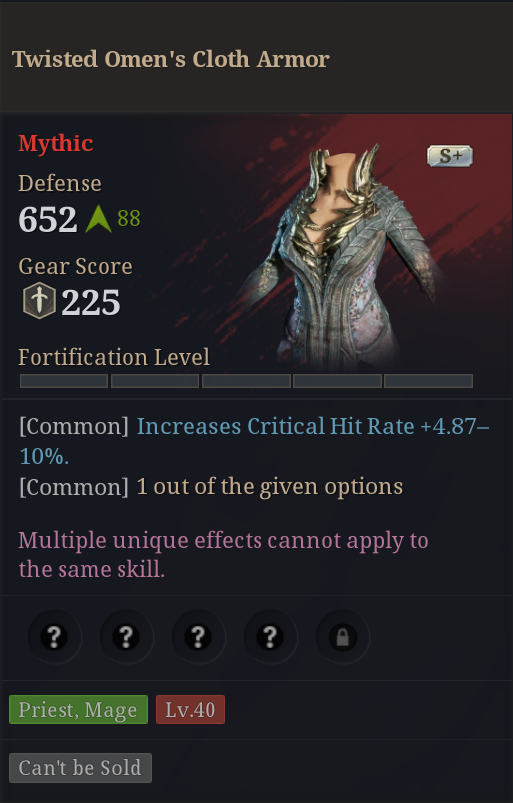 Twisted Omen's Cloth Armor
Mythic
S+
Defense
652 88
Gear Score
225
Fortification Level
[Common] Increases Critical Hit Rate +4.87–
10%.
[Common] 1 out of the given options
Multiple unique effects cannot apply to
the same skill.
? ? ? ?
Priest, Mage Lv.40
Can't be Sold